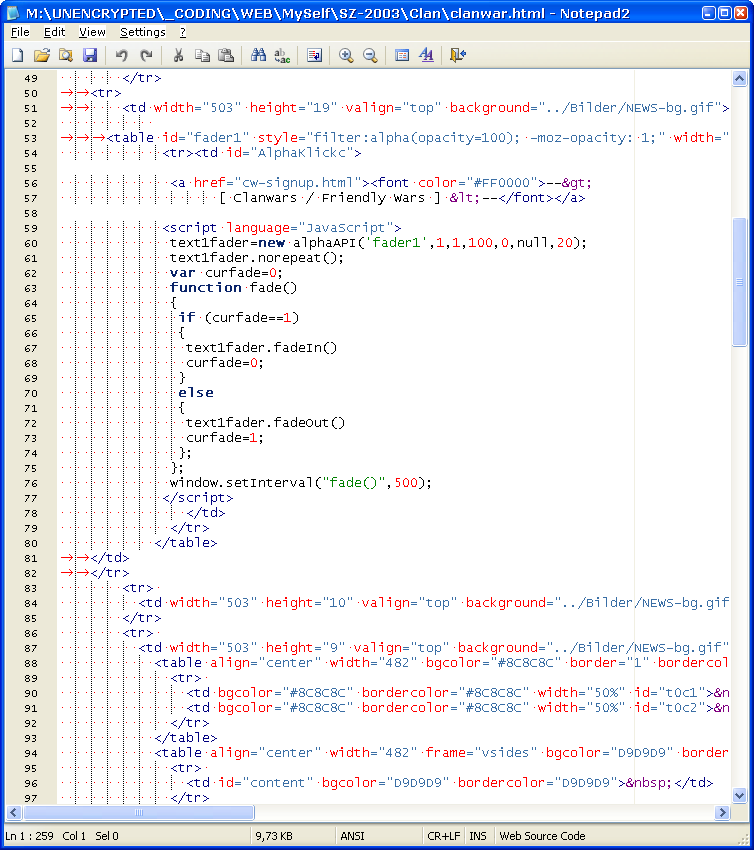 M:\UNENCRYPTED\_CODING\WEB\MySelf\SZ-2003\Clan\clanwar.html - Notepad2
File Edit View Settings ?
49 </tr>
50 <tr>
51 <td width="503" height="19" valign="top" background="../Bilder/NEWS-bg.gif">
52
53 <table id="fader1" style="filter:alpha(opacity=100); -moz-opacity: 1;" width="
54 <tr><td id="AlphaKlickc">
55
56 <a href="cw-signup.html"><font color="#FF0000">--&gt;
57 [ Clanwars / Friendly Wars ] &lt;--</font></a>
58
59 <script language="JavaScript">
60 text1fader=new alphaAPI('fader1',1,1,100,0,null,20);
61 text1fader.norepeat();
62 var curfade=0;
63 function fade()
64 {
65 if (curfade==1)
66 {
67 text1fader.fadeIn()
68 curfade=0;
69 }
70 else
71 {
72 text1fader.fadeOut()
73 curfade=1;
74 };
75 };
76 window.setInterval("fade()",500);
77 </script>
78 </td>
79 </tr>
80 </table>
81 </td>
82 </tr>
83 <tr>
84 <td width="503" height="10" valign="top" background="../Bilder/NEWS-bg.gif
85 </tr>
86 <tr>
87 <td width="503" height="9" valign="top" background="../Bilder/NEWS-bg.gif"
88 <table align="center" width="482" bgcolor="#8C8C8C" border="1" bordercol
89 <tr>
90 <td bgcolor="#8C8C8C" bordercolor="#8C8C8C" width="50%" id="t0c1">&n
91 <td bgcolor="#8C8C8C" bordercolor="#8C8C8C" width="50%" id="t0c2">&n
92 </tr>
93 </table>
94 <table align="center" width="482" frame="vsides" bgcolor="D9D9D9" border
95 <tr>
96 <td id="content" bgcolor="D9D9D9" bordercolor="D9D9D9">&nbsp;</td>
97 </tr>
Ln 1 : 259 Col 1 Sel 0 9,73 KB ANSI CR+LF INS Web Source Code